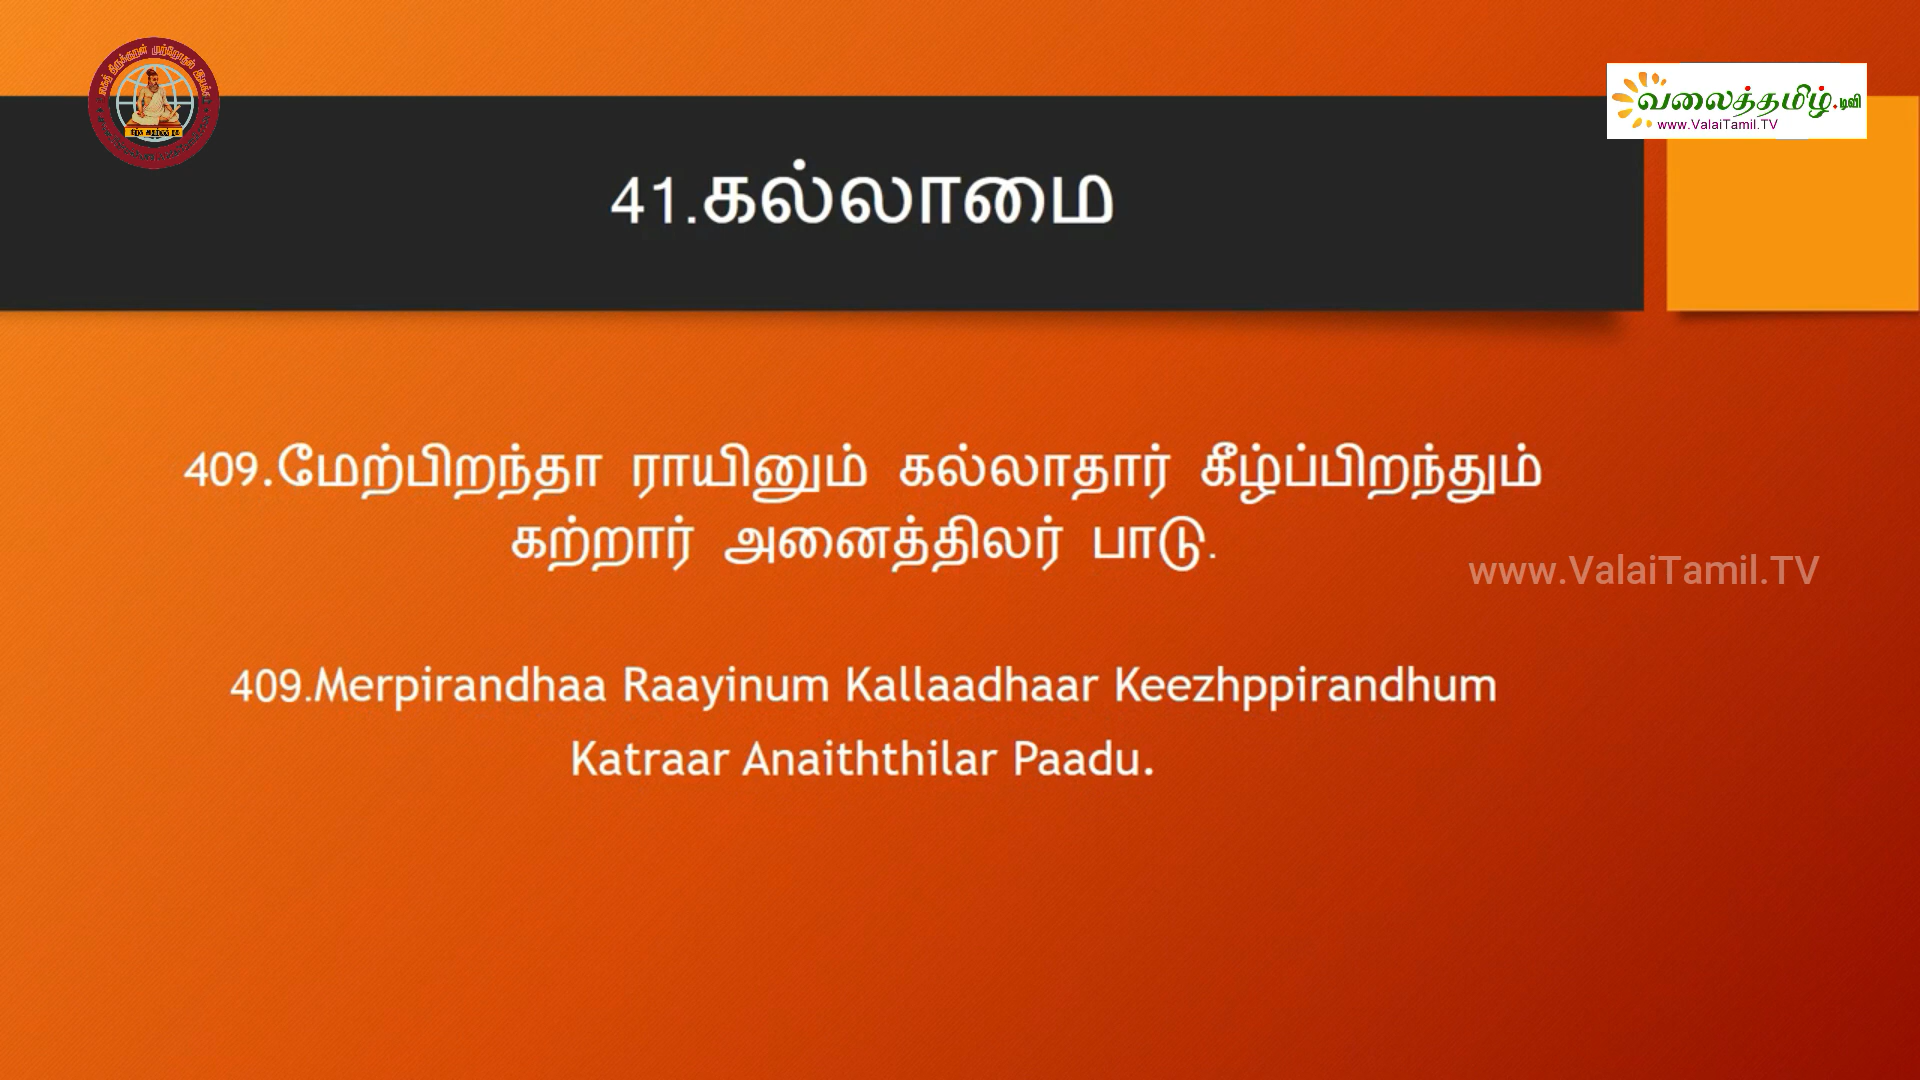 வலைத்தமிழ்.டிவி
www.ValaiTamil.TV
41.கல்லாமை
409.மேற்பிறந்தா ராயினும் கல்லாதார் கீழ்ப்பிறந்தும்
கற்றார் அனைத்திலர் பாடு.
www.ValaiTamil.TV
409.Merpirandhaa Raayinum Kallaadhaar Keezhppirandhum
Katraar Anaiththilar Paadu.